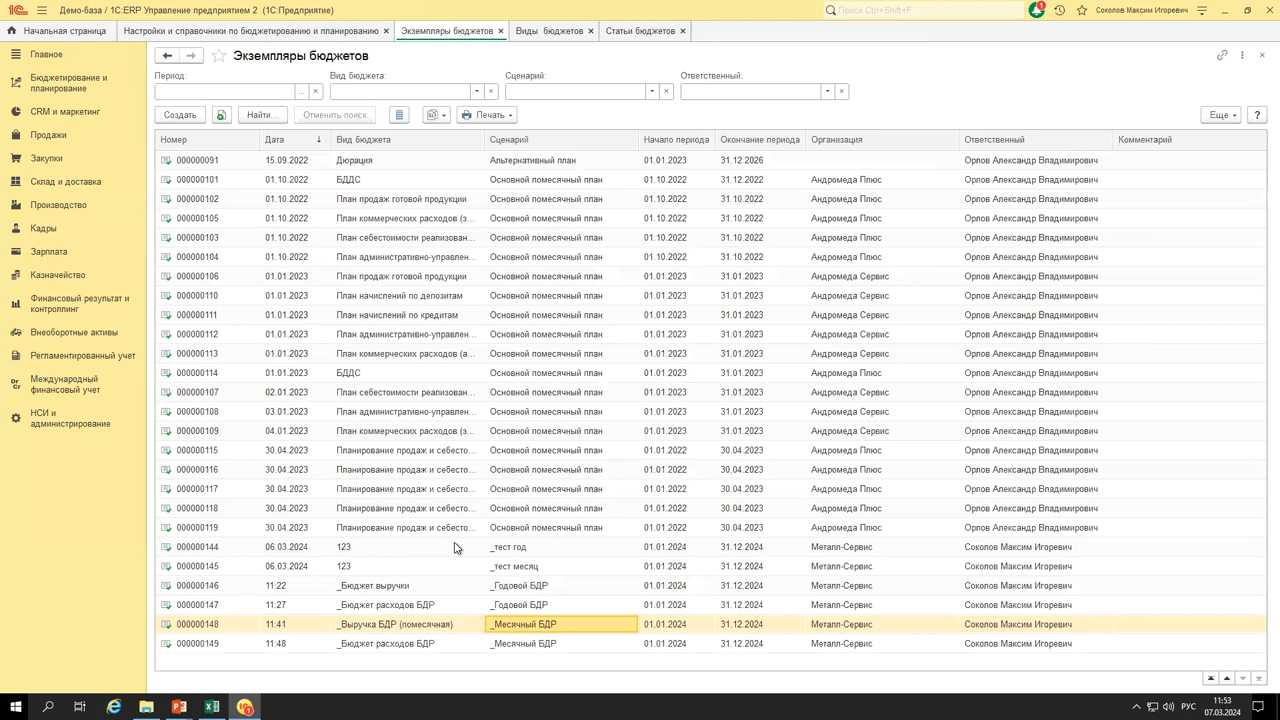 Демо-база / 1С:ERP Управление предприятием 2 (1С:Предприятие)
Поиск Ctrl+Shift+F
Соколов Максим Игоревич
Начальная страница
Настройки и справочники по бюджетированию и планированию ×
Экземпляры бюджетов ×
Виды бюджетов ×
Статьи бюджетов ×
Главное
Бюджетирование и
планирование
CRM и маркетинг
Продажи
Закупки
Склад и доставка
Производство
Кадры
Зарплата
Казначейство
Финансовый результат и
контроллинг
Внеоборотные активы
Регламентированный учет
Международный
финансовый учет
НСИ и
администрирование
Экземпляры бюджетов
Период: Вид бюджета: Сценарий: Ответственный:
Создать Найти... Отменить поиск Печать Еще ?
Номер Дата ↓ Вид бюджета Сценарий Начало периода Окончание периода Организация Ответственный Комментарий
000000091 15.09.2022 Дюрация Альтернативный план 01.01.2023 31.12.2026 Орлов Александр Владимирович
000000101 01.10.2022 БДДС Основной помесячный план 01.10.2022 31.12.2022 Андромеда Плюс Орлов Александр Владимирович
000000102 01.10.2022 План продаж готовой продукции Основной помесячный план 01.10.2022 31.10.2022 Андромеда Плюс Орлов Александр Владимирович
000000105 01.10.2022 План коммерческих расходов (з... Основной помесячный план 01.10.2022 31.10.2022 Андромеда Плюс Орлов Александр Владимирович
000000103 01.10.2022 План себестоимости реализован... Основной помесячный план 01.10.2022 31.10.2022 Андромеда Плюс Орлов Александр Владимирович
000000104 01.10.2022 План административно-управлен... Основной помесячный план 01.10.2022 31.10.2022 Андромеда Плюс Орлов Александр Владимирович
000000106 01.01.2023 План продаж готовой продукции Основной помесячный план 01.01.2023 31.01.2023 Андромеда Сервис Орлов Александр Владимирович
000000110 01.01.2023 План начислений по депозитам Основной помесячный план 01.01.2023 31.01.2023 Андромеда Сервис Орлов Александр Владимирович
000000111 01.01.2023 План начислений по кредитам Основной помесячный план 01.01.2023 31.01.2023 Андромеда Сервис Орлов Александр Владимирович
000000112 01.01.2023 План административно-управлен... Основной помесячный план 01.01.2023 31.01.2023 Андромеда Сервис Орлов Александр Владимирович
000000113 01.01.2023 План коммерческих расходов (а... Основной помесячный план 01.01.2023 31.01.2023 Андромеда Сервис Орлов Александр Владимирович
000000114 01.01.2023 БДДС Основной помесячный план 01.01.2023 31.01.2023 Андромеда Сервис Орлов Александр Владимирович
000000107 02.01.2023 План себестоимости реализован... Основной помесячный план 01.01.2023 31.01.2023 Андромеда Сервис Орлов Александр Владимирович
000000108 03.01.2023 План административно-управлен... Основной помесячный план 01.01.2023 31.01.2023 Андромеда Сервис Орлов Александр Владимирович
000000109 04.01.2023 План коммерческих расходов (з... Основной помесячный план 01.01.2023 31.01.2023 Андромеда Сервис Орлов Александр Владимирович
000000115 30.04.2023 Планирование продаж и себесто... Основной помесячный план 01.01.2022 30.04.2023 Андромеда Плюс Орлов Александр Владимирович
000000116 30.04.2023 Планирование продаж и себесто... Основной помесячный план 01.01.2022 30.04.2023 Андромеда Плюс Орлов Александр Владимирович
000000117 30.04.2023 Планирование продаж и себесто... Основной помесячный план 01.01.2022 30.04.2023 Андромеда Плюс Орлов Александр Владимирович
000000118 30.04.2023 Планирование продаж и себесто... Основной помесячный план 01.01.2022 30.04.2023 Андромеда Плюс Орлов Александр Владимирович
000000119 30.04.2023 Планирование продаж и себесто... Основной помесячный план 01.01.2022 30.04.2023 Андромеда Плюс Орлов Александр Владимирович
000000144 06.03.2024 123 _тест год 01.01.2024 31.12.2024 Металл-Сервис Соколов Максим Игоревич
000000145 06.03.2024 123 _тест месяц 01.01.2024 31.12.2024 Металл-Сервис Соколов Максим Игоревич
000000146 11:22 _Бюджет выручки _Годовой БДР 01.01.2024 31.12.2024 Металл-Сервис Соколов Максим Игоревич
000000147 11:27 _Бюджет расходов БДР _Годовой БДР 01.01.2024 31.12.2024 Металл-Сервис Соколов Максим Игоревич
000000148 11:41 _Выручка БДР (помесячная) _Месячный БДР 01.01.2024 31.12.2024 Металл-Сервис Соколов Максим Игоревич
000000149 11:48 _Бюджет расходов БДР _Месячный БДР 01.01.2024 31.12.2024 Металл-Сервис Соколов Максим Игоревич
РУС
11:53
07.03.2024